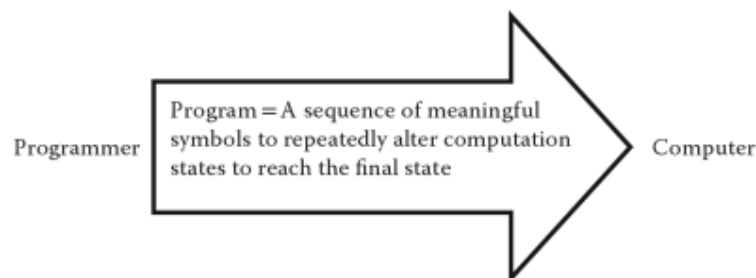 Programmer
Program = A sequence of meaningful
symbols to repeatedly alter computation
states to reach the final state
Computer